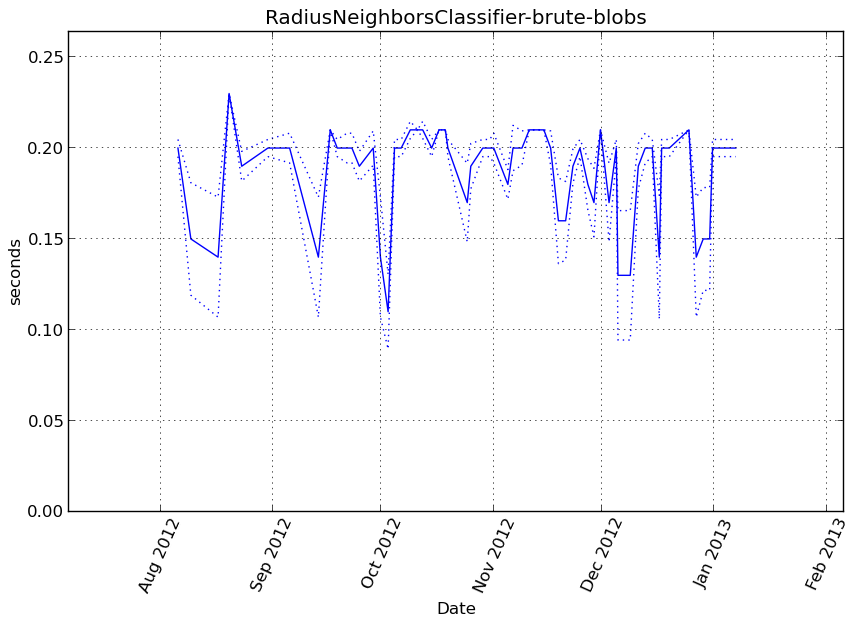 RadiusNeighborsClassifier-brute-blobs
0.25
0.20
0.15
0.10
0.05
0.00
seconds
Aug 2012
Sep 2012
Oct 2012
Nov 2012
Dec 2012
Jan 2013
Feb 2013
Date